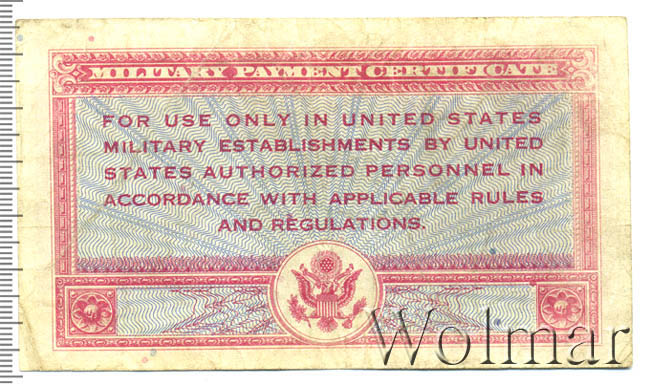 MILITARY PAYMENT CERTIFICATE
FOR USE ONLY IN UNITED STATES
MILITARY ESTABLISHMENTS BY UNITED
STATES AUTHORIZED PERSONNEL IN
ACCORDANCE WITH APPLICABLE RULES
AND REGULATIONS.
Wolmar